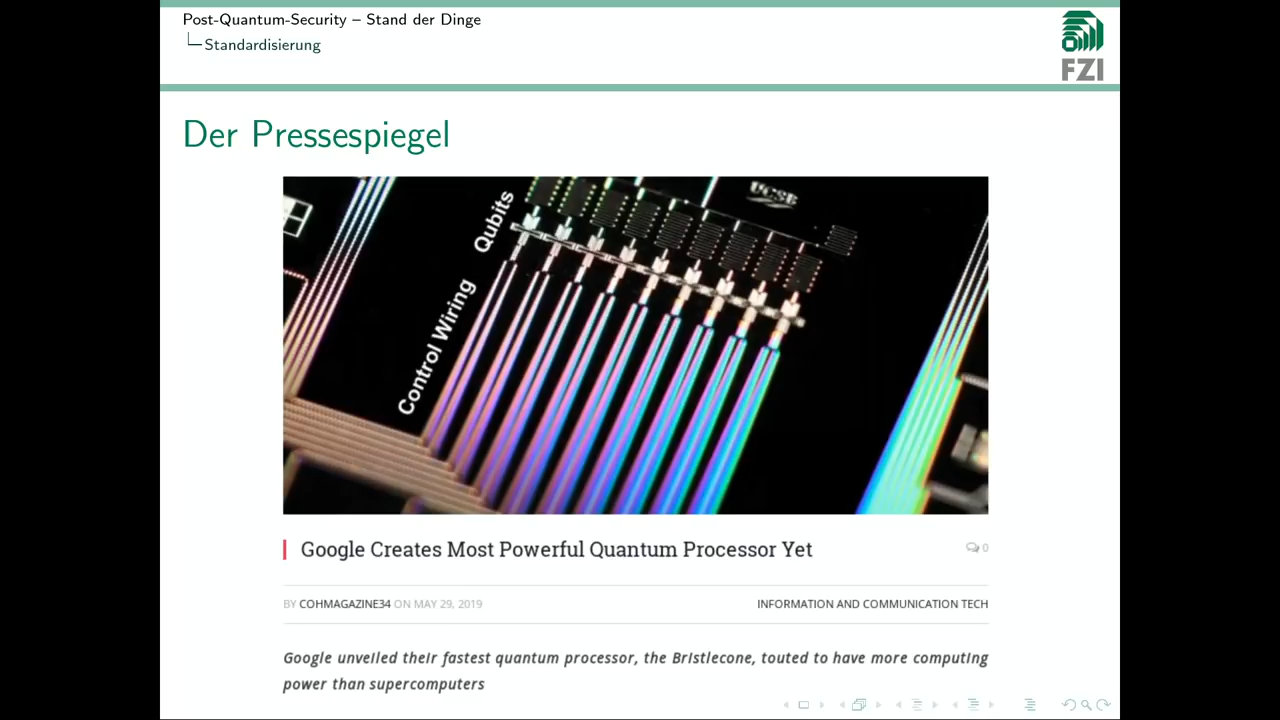 Post-Quantum-Security – Stand der Dinge
Standardisierung
FZI
Der Pressespiegel
UCSB
Qubits
Control Wiring
Google Creates Most Powerful Quantum Processor Yet
0
BY COHMAGAZINE34 ON MAY 29, 2019
INFORMATION AND COMMUNICATION TECH
Google unveiled their fastest quantum processor, the Bristlecone, touted to have more computing
power than supercomputers